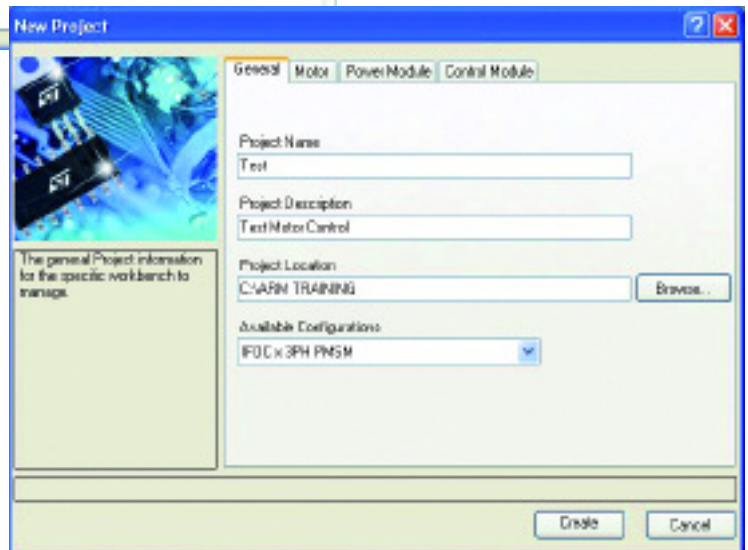 New Project
General Motor Power Module Control Module
Project Name
Test
Project Description
Test Motor Control
Project Location
C:\ARM TRAINING
Browse...
Available Configurations
IFOC x 3PH PMSM
The general Project information
for the specific workbench to
manage.
Create Cancel
ST
ST